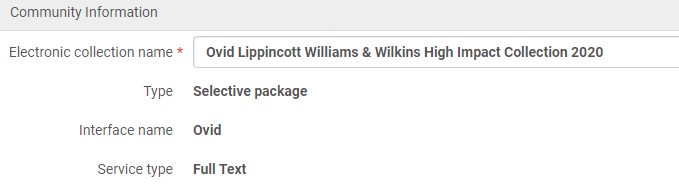 Community Information
Electronic collection name * Ovid Lippincott Williams & Wilkins High Impact Collection 2020
Type Selective package
Interface name Ovid
Service type Full Text